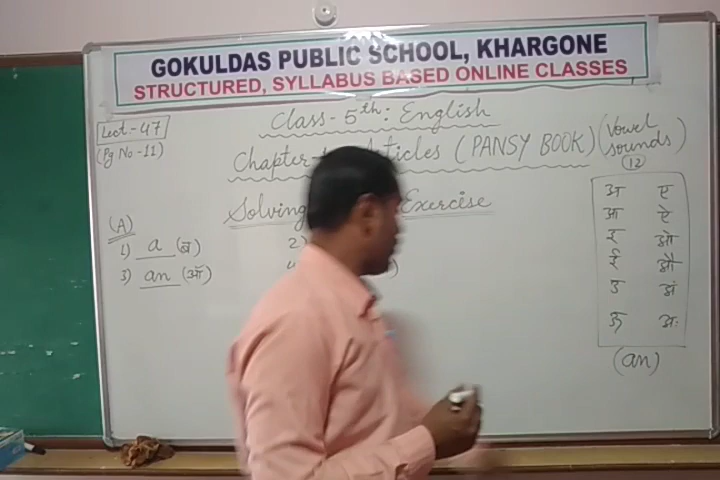 GOKULDAS PUBLIC SCHOOL, KHARGONE
STRUCTURED, SYLLABUS BASED ONLINE CLASSES
Lect-47
(Pg No.-11)
Class-5th: English
Chapter Articles (PANSY BOOK)
(Vowel sounds)
(12)
Solving Exercise
(A)
1) a (ब)
2)
3) an (ऑ)
अ ए
आ ऐ
इ ओ
ई औ
उ अं
ऊ अः
(an)